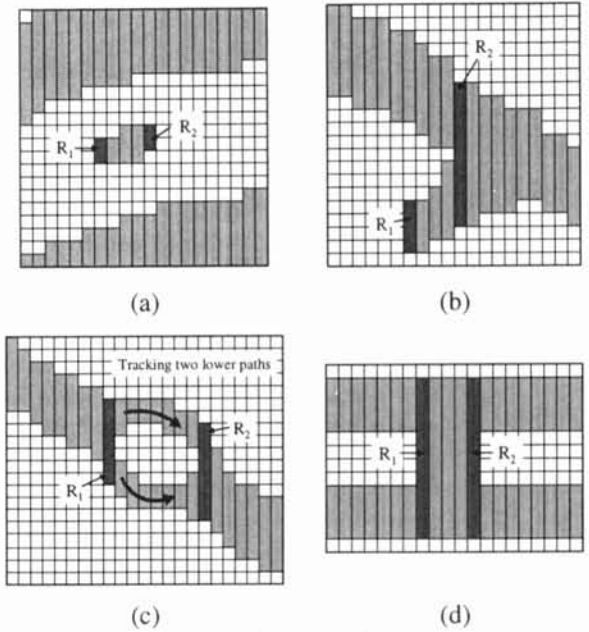 R₁
R₂
(a)
R₂
R₁
(b)
Tracking two lower paths
R₂
R₁
(c)
R₁
R₂
(d)